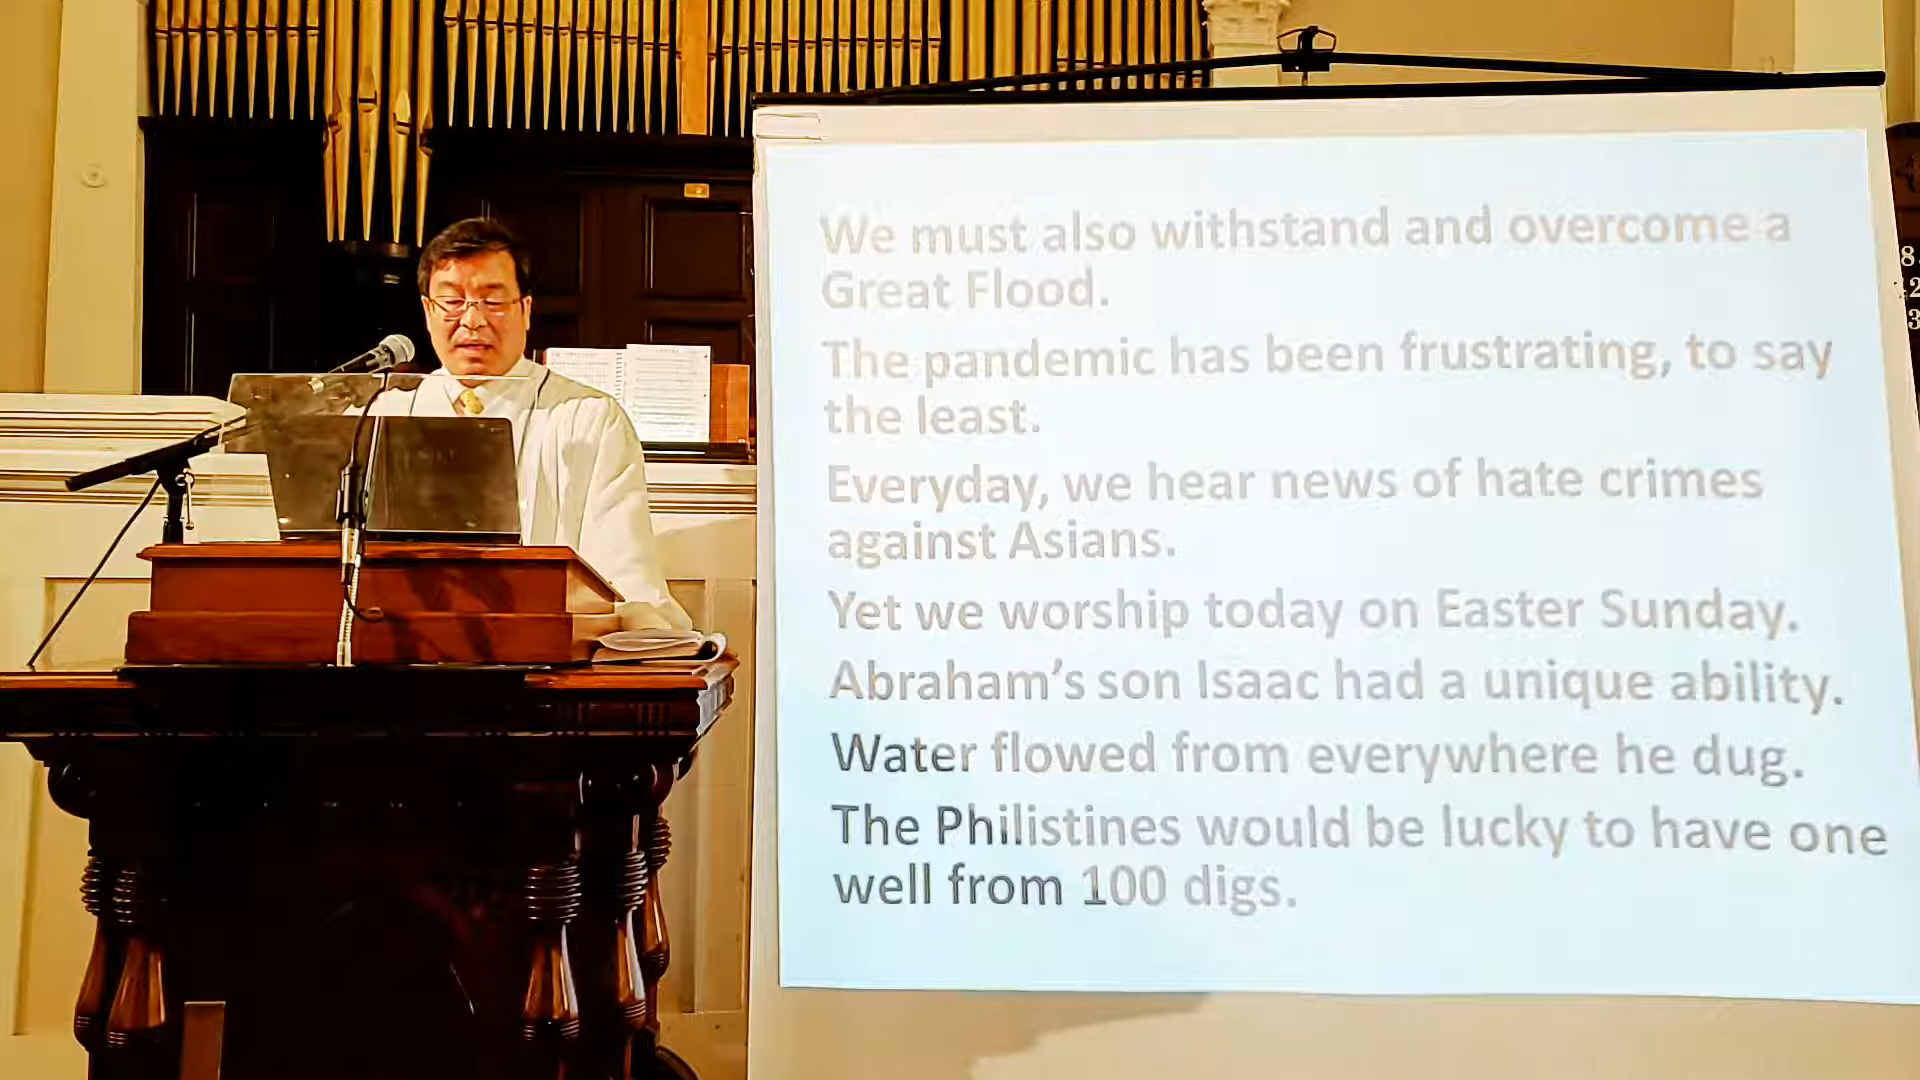 We must also withstand and overcome a
Great Flood.
The pandemic has been frustrating, to say
the least.
Everyday, we hear news of hate crimes
against Asians.
Yet we worship today on Easter Sunday.
Abraham's son Isaac had a unique ability.
Water flowed from everywhere he dug.
The Philistines would be lucky to have one
well from 100 digs.